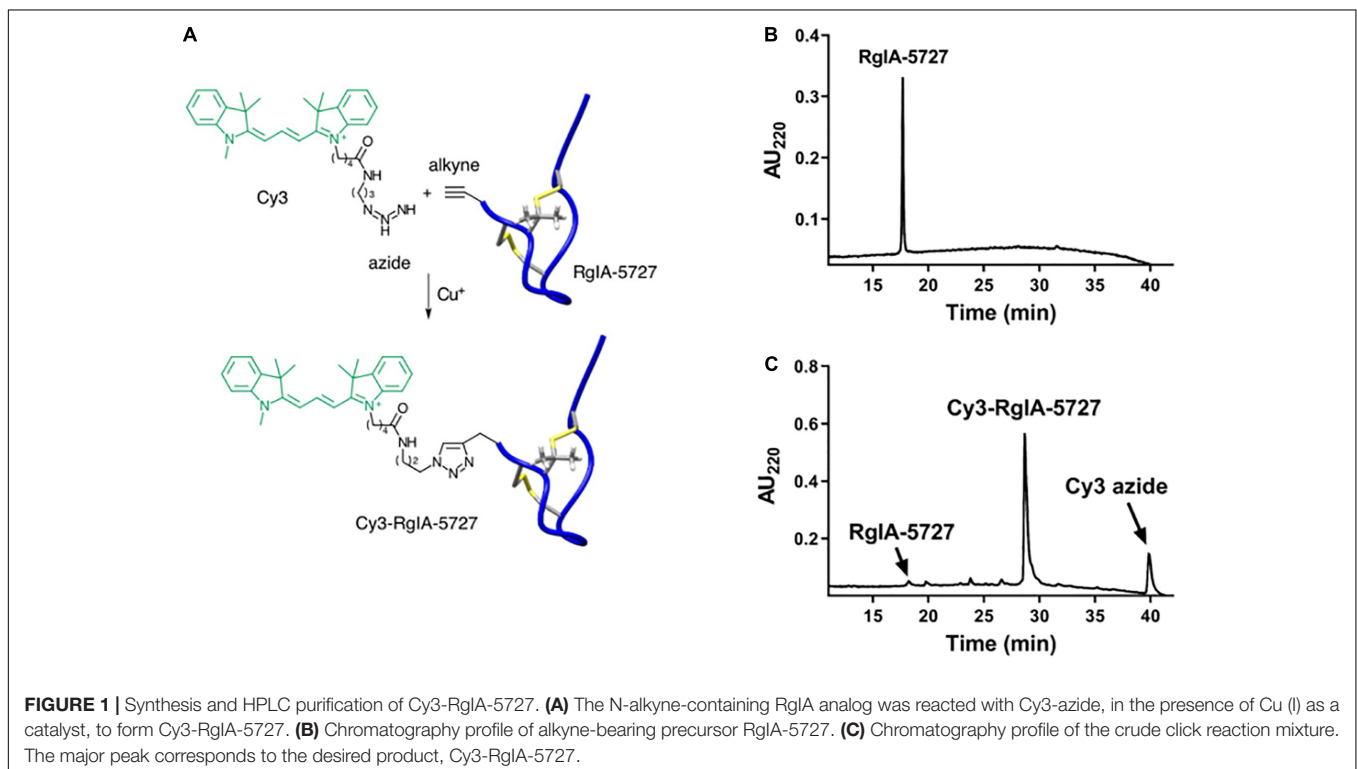 A
N
N+
( )4
O
NH
( )3
N
N
H
NH
Cy3
azide
+
alkyne
RgIA-5727
Cu+
N
N+
( )4
O
NH
( )2
N
N
N
Cy3-RgIA-5727
B
0.4
0.3
0.2
0.1
AU220
RgIA-5727
15 20 25 30 35 40
Time (min)
C
0.8
0.6
0.4
0.2
AU220
Cy3-RgIA-5727
Cy3 azide
RgIA-5727
15 20 25 30 35 40
Time (min)
FIGURE 1 | Synthesis and HPLC purification of Cy3-RgIA-5727. (A) The N-alkyne-containing RgIA analog was reacted with Cy3-azide, in the presence of Cu (I) as a
catalyst, to form Cy3-RgIA-5727. (B) Chromatography profile of alkyne-bearing precursor RgIA-5727. (C) Chromatography profile of the crude click reaction mixture.
The major peak corresponds to the desired product, Cy3-RgIA-5727.